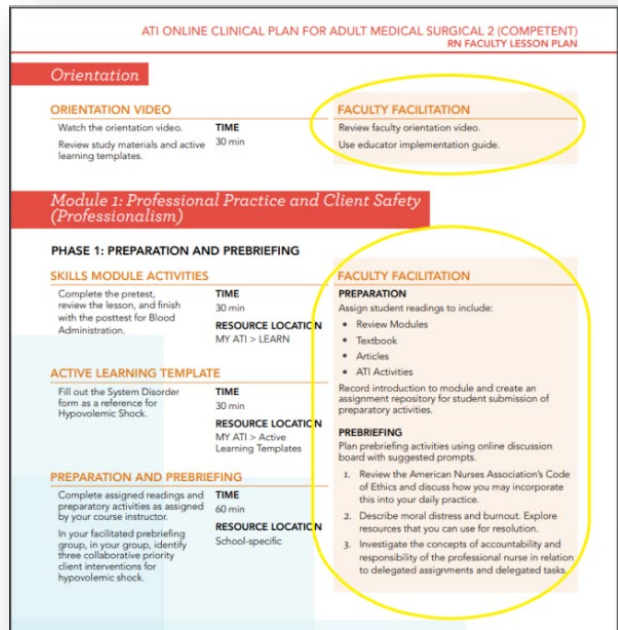 ATI ONLINE CLINICAL PLAN FOR ADULT MEDICAL SURGICAL 2 (COMPETENT)
RN FACULTY LESSON PLAN
Orientation
ORIENTATION VIDEO
Watch the orientation video.
Review study materials and active
learning templates.
TIME
30 min
FACULTY FACILITATION
Review faculty orientation video.
Use educator implementation guide.
Module 1: Professional Practice and Client Safety
(Professionalism)
PHASE 1: PREPARATION AND PREBRIEFING
SKILLS MODULE ACTIVITIES
Complete the pretest,
review the lesson, and finish
with the posttest for Blood
Administration.
TIME
30 min
RESOURCE LOCATION
MY ATI > LEARN
ACTIVE LEARNING TEMPLATE
Fill out the System Disorder
form as a reference for
Hypovolemic Shock.
TIME
30 min
RESOURCE LOCATION
MY ATI > Active
Learning Templates
PREPARATION AND PREBRIEFING
Complete assigned readings and
preparatory activities as assigned
by your course instructor.
In your facilitated prebriefing
group, in your group, identify
three collaborative priority
client interventions for
hypovolemic shock.
TIME
60 min
RESOURCE LOCATION
School-specific
FACULTY FACILITATION
PREPARATION
Assign student readings to include:
• Review Modules
• Textbook
• Articles
• ATI Activities
Record introduction to module and create an
assignment repository for student submission of
preparatory activities.
PREBRIEFING
Plan prebriefing activities using online discussion
board with suggested prompts.
1. Review the American Nurses Association's Code
of Ethics and discuss how you may incorporate
this into your daily practice.
2. Describe moral distress and burnout. Explore
resources that you can use for resolution.
3. Investigate the concepts of accountability and
responsibility of the professional nurse in relation
to delegated assignments and delegated tasks.